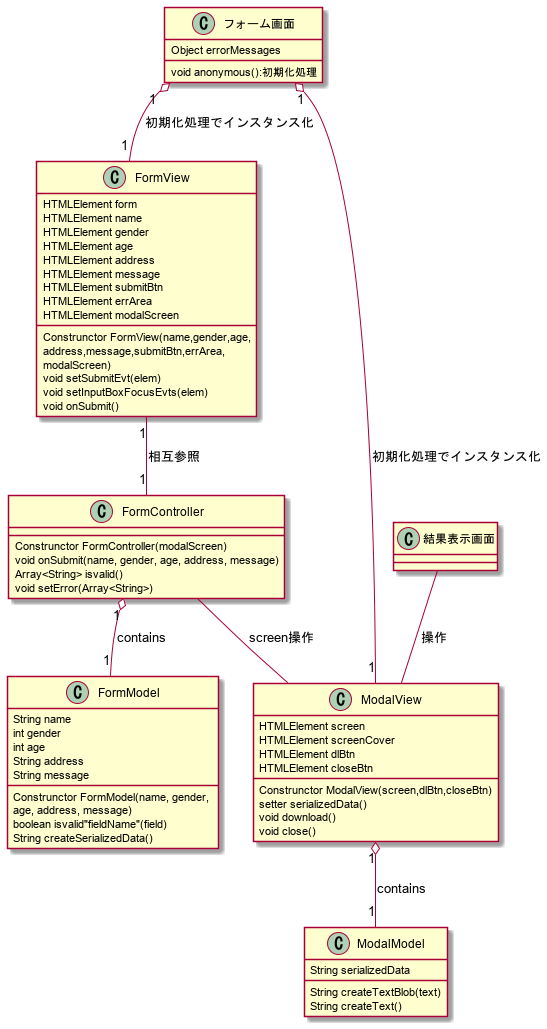 C フォーム画面
Object errorMessages
void anonymous():初期化処理
1
1
初期化処理でインスタンス化
1
C FormView
HTMLElement form
HTMLElement name
HTMLElement gender
HTMLElement age
HTMLElement address
HTMLElement message
HTMLElement submitBtn
HTMLElement errArea
HTMLElement modalScreen
Constructor FormView(name,gender,age,
address,message,submitBtn,errArea,
modalScreen)
void setSubmitEvt(elem)
void setInputBoxFocusEvts(elem)
void onSubmit()
1
相互参照
初期化処理でインスタンス化
1
C FormController
Constructor FormController(modalScreen)
void onSubmit(name, gender, age, address, message)
Array<String> isvalid()
void setError(Array<String>)
C 結果表示画面
1
contains
screen操作
操作
1
1
C FormModel
String name
int gender
int age
String address
String message
Constructor FormModel(name, gender,
age, address, message)
boolean isvalid"fieldName"(field)
String createSerializedData()
C ModalView
HTMLElement screen
HTMLElement screenCover
HTMLElement dlBtn
HTMLElement closeBtn
Constructor ModalView(screen,dlBtn,closeBtn)
setter serializedData()
void download()
void close()
1
contains
1
C ModalModel
String serializedData
String createTextBlob(text)
String createText()